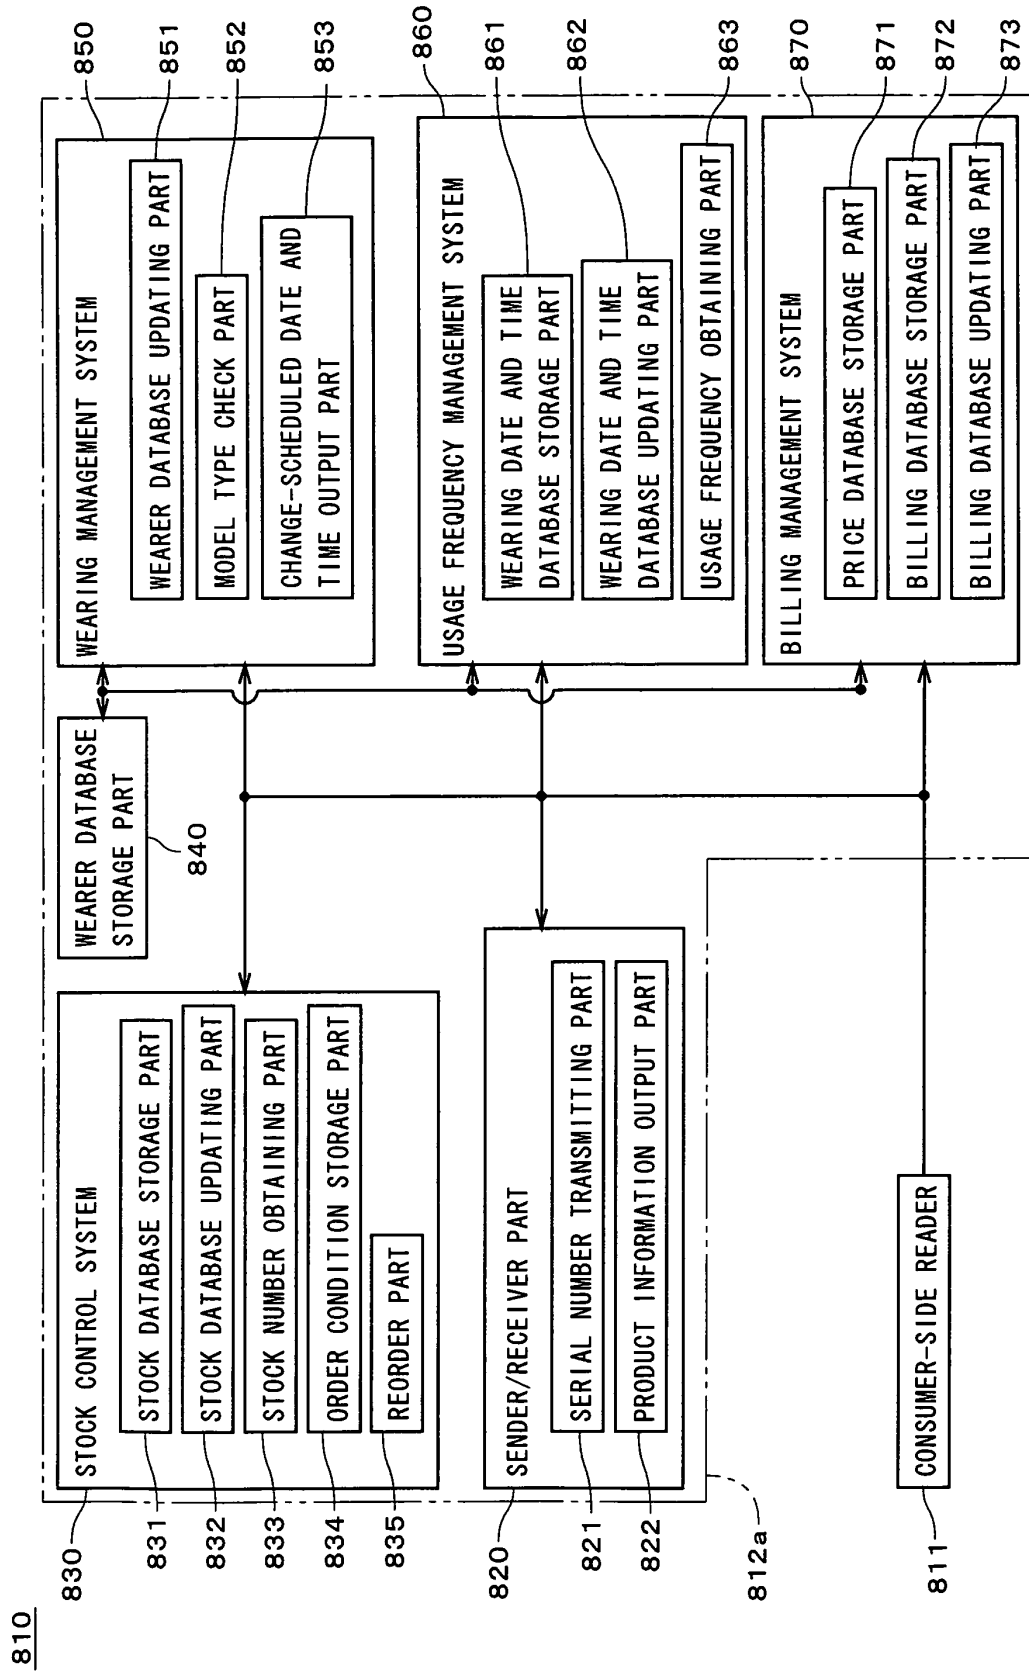 810
830
STOCK CONTROL SYSTEM
831
STOCK DATABASE STORAGE PART
832
STOCK DATABASE UPDATING PART
833
STOCK NUMBER OBTAINING PART
834
ORDER CONDITION STORAGE PART
835
REORDER PART
820
SENDER/RECEIVER PART
821
SERIAL NUMBER TRANSMITTING PART
822
PRODUCT INFORMATION OUTPUT PART
812a
811
CONSUMER-SIDE READER
WEARER DATABASE
STORAGE PART
840
WEARING MANAGEMENT SYSTEM
850
WEARER DATABASE UPDATING PART
851
MODEL TYPE CHECK PART
852
CHANGE-SCHEDULED DATE AND
TIME OUTPUT PART
853
USAGE FREQUENCY MANAGEMENT SYSTEM
860
WEARING DATE AND TIME
DATABASE STORAGE PART
861
WEARING DATE AND TIME
DATABASE UPDATING PART
862
USAGE FREQUENCY OBTAINING PART
863
BILLING MANAGEMENT SYSTEM
870
PRICE DATABASE STORAGE PART
871
BILLING DATABASE STORAGE PART
872
BILLING DATABASE UPDATING PART
873